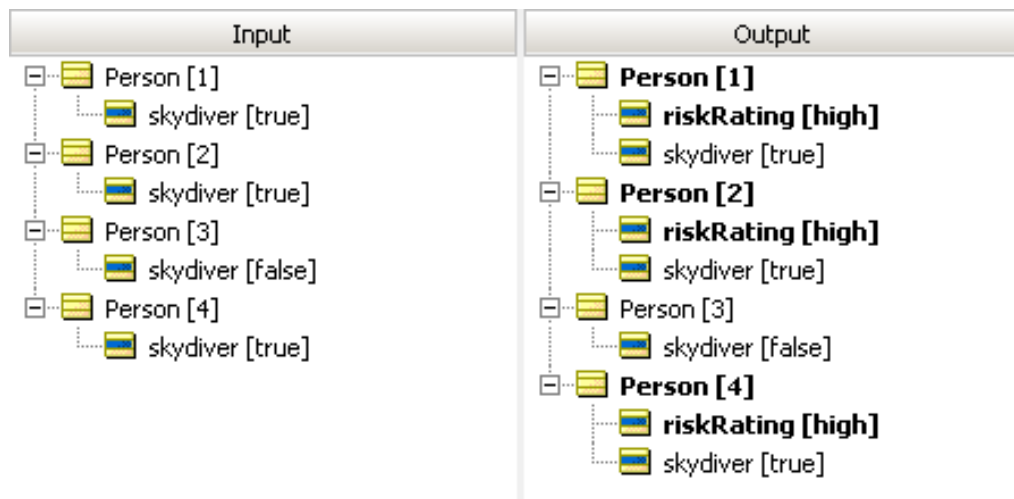 Input
Person [1]
skydiver [true]
Person [2]
skydiver [true]
Person [3]
skydiver [false]
Person [4]
skydiver [true]
Output
Person [1]
riskRating [high]
skydiver [true]
Person [2]
riskRating [high]
skydiver [true]
Person [3]
skydiver [false]
Person [4]
riskRating [high]
skydiver [true]